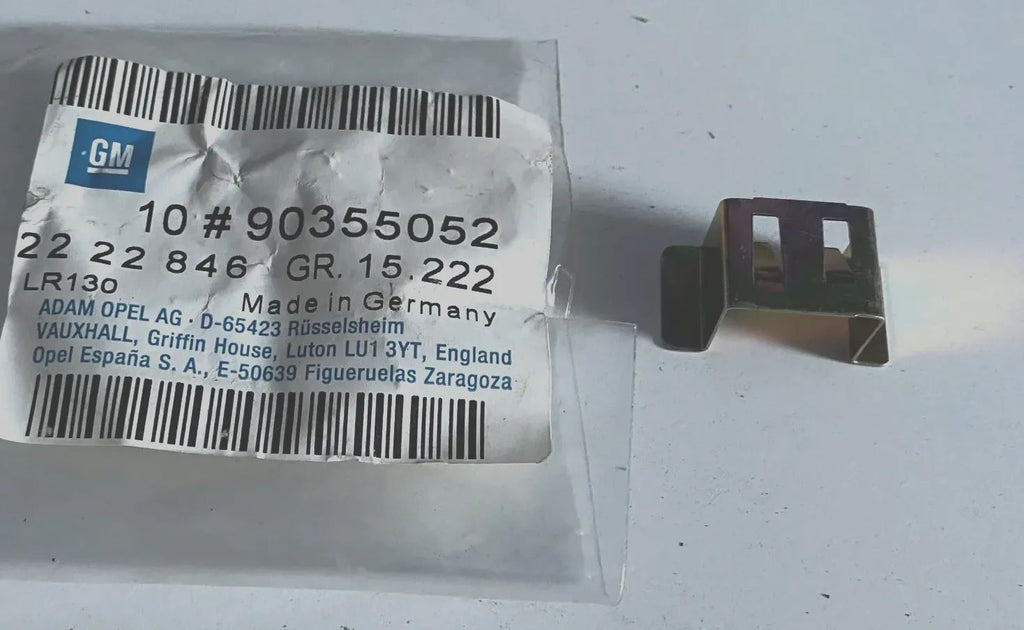 GM
10 # 90355052
22 22 846 GR. 15.222
LR130
Made in Germany
ADAM OPEL AG · D-65423 Rüsselsheim
VAUXHALL, Griffin House, Luton LU1 3YT, England
Opel España S. A., E-50639 Figueruelas Zaragoza